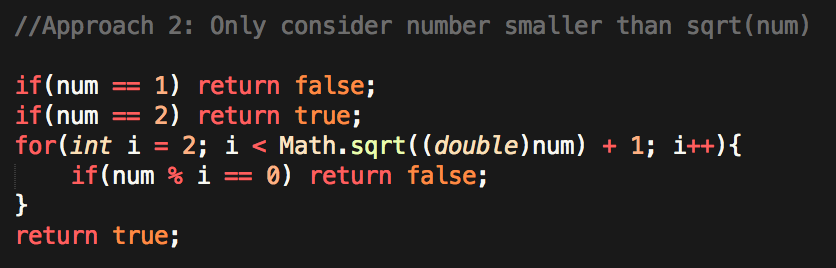 //Approach 2: Only consider number smaller than sqrt(num)
if(num == 1) return false;
if(num == 2) return true;
for(int i = 2; i < Math.sqrt((double)num) + 1; i++){
    if(num % i == 0) return false;
}
return true;